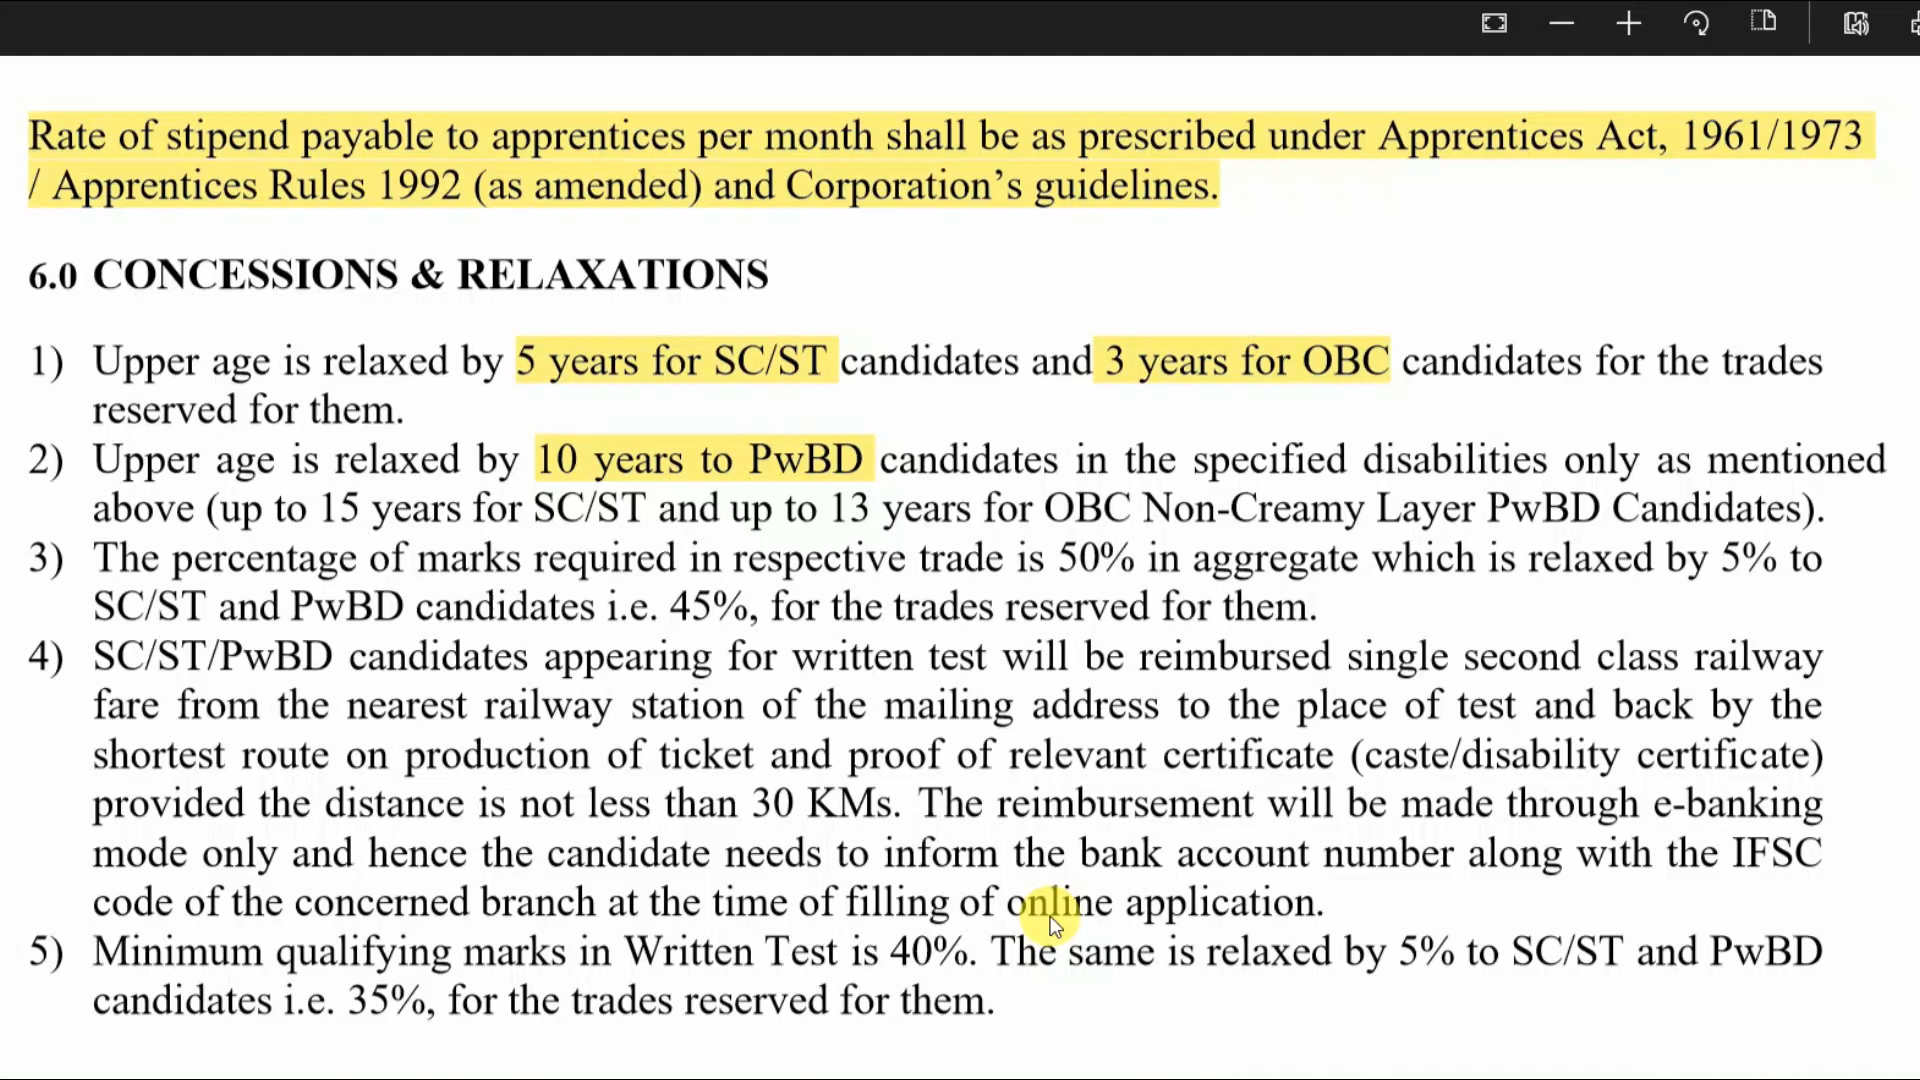 Rate of stipend payable to apprentices per month shall be as prescribed under Apprentices Act, 1961/1973
/ Apprentices Rules 1992 (as amended) and Corporation’s guidelines.
6.0 CONCESSIONS & RELAXATIONS
1) Upper age is relaxed by 5 years for SC/ST candidates and 3 years for OBC candidates for the trades
reserved for them.
2) Upper age is relaxed by 10 years to PwBD candidates in the specified disabilities only as mentioned
above (up to 15 years for SC/ST and up to 13 years for OBC Non-Creamy Layer PwBD Candidates).
3) The percentage of marks required in respective trade is 50% in aggregate which is relaxed by 5% to
SC/ST and PwBD candidates i.e. 45%, for the trades reserved for them.
4) SC/ST/PwBD candidates appearing for written test will be reimbursed single second class railway
fare from the nearest railway station of the mailing address to the place of test and back by the
shortest route on production of ticket and proof of relevant certificate (caste/disability certificate)
provided the distance is not less than 30 KMs. The reimbursement will be made through e-banking
mode only and hence the candidate needs to inform the bank account number along with the IFSC
code of the concerned branch at the time of filling of online application.
5) Minimum qualifying marks in Written Test is 40%. The same is relaxed by 5% to SC/ST and PwBD
candidates i.e. 35%, for the trades reserved for them.